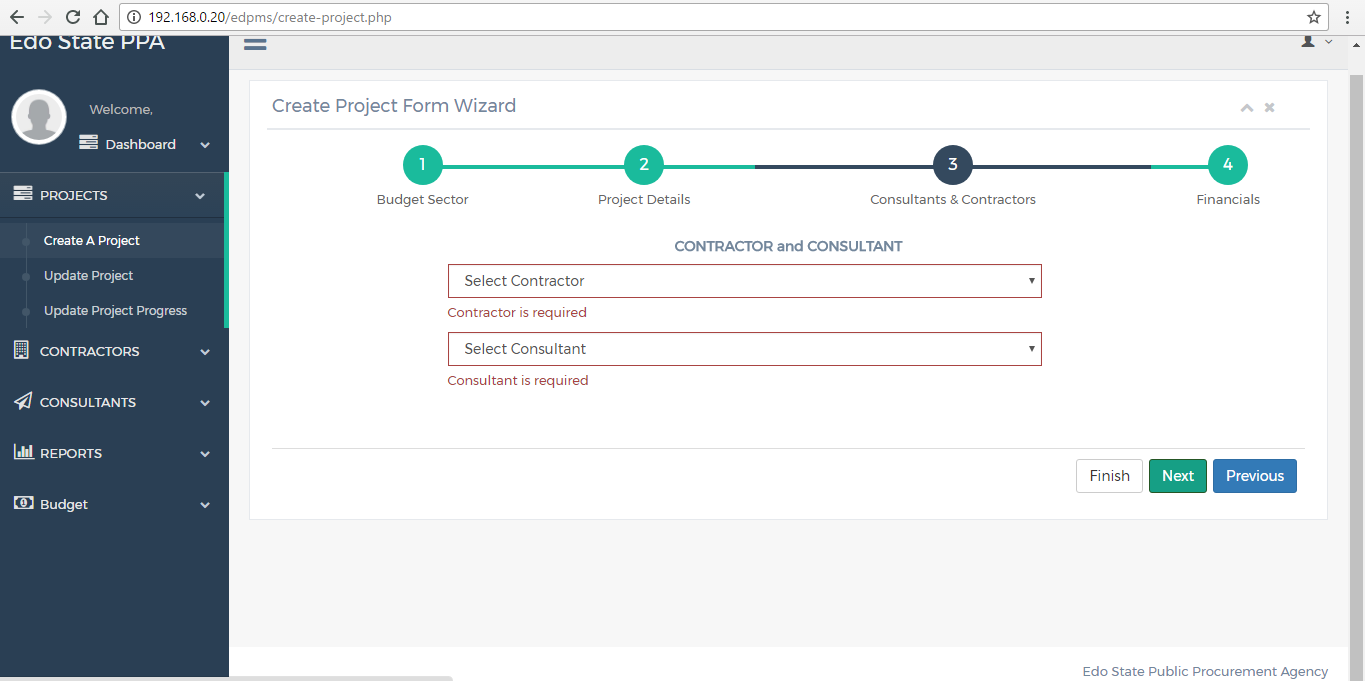 192.168.0.20/edpms/create-project.php
Edo State PPA
Welcome,
Dashboard
PROJECTS
Create A Project
Update Project
Update Project Progress
CONTRACTORS
CONSULTANTS
REPORTS
Budget
Create Project Form Wizard
1 2 3 4
Budget Sector Project Details Consultants & Contractors Financials
CONTRACTOR and CONSULTANT
Select Contractor
Contractor is required
Select Consultant
Consultant is required
Finish Next Previous
Edo State Public Procurement Agency